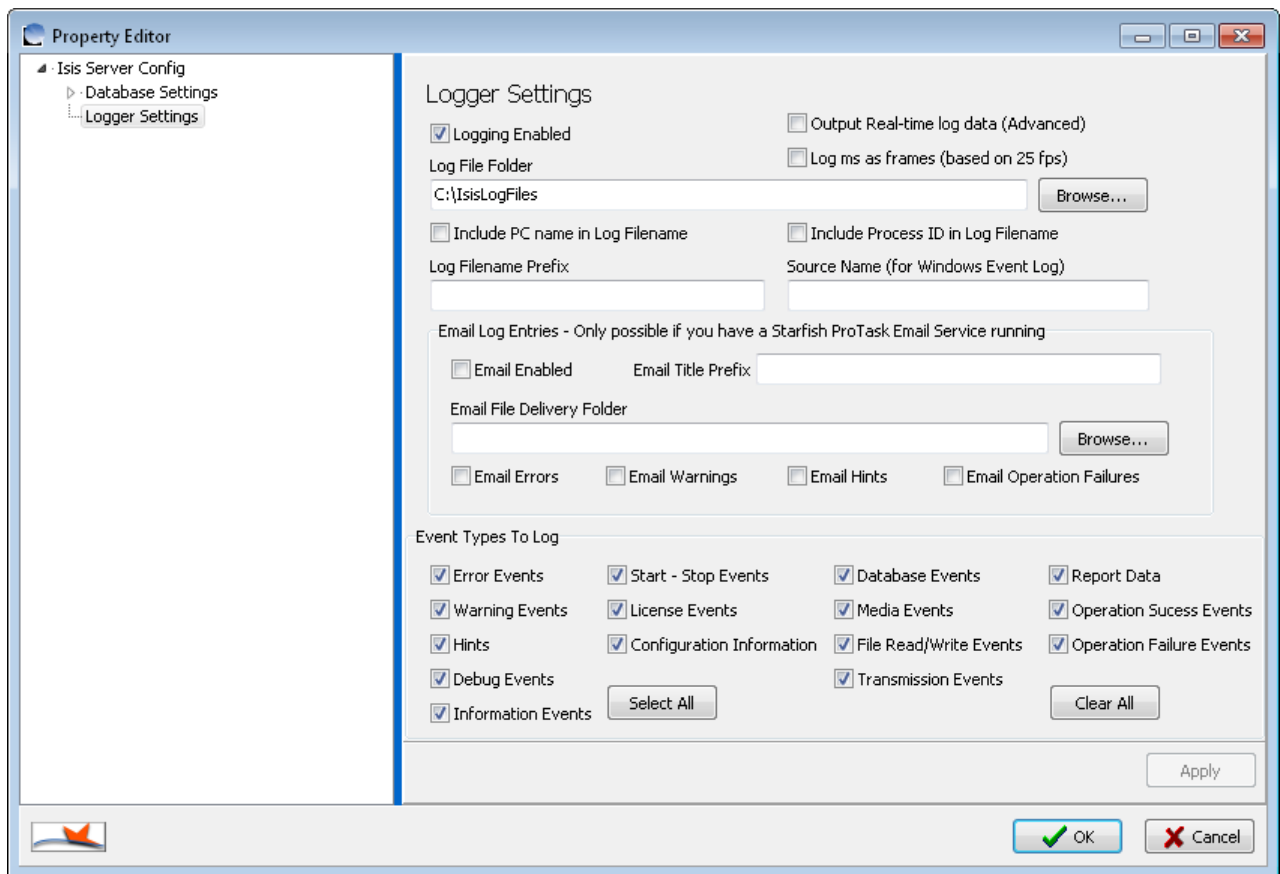 Property Editor
Isis Server Config
Database Settings
Logger Settings
Logger Settings
Logging Enabled
Output Real-time log data (Advanced)
Log ms as frames (based on 25 fps)
Log File Folder
C:\IsisLogFiles
Browse...
Include PC name in Log Filename
Include Process ID in Log Filename
Log Filename Prefix
Source Name (for Windows Event Log)
Email Log Entries - Only possible if you have a Starfish ProTask Email Service running
Email Enabled
Email Title Prefix
Email File Delivery Folder
Browse...
Email Errors
Email Warnings
Email Hints
Email Operation Failures
Event Types To Log
Error Events
Start - Stop Events
Database Events
Report Data
Warning Events
License Events
Media Events
Operation Sucess Events
Hints
Configuration Information
File Read/Write Events
Operation Failure Events
Debug Events
Transmission Events
Information Events
Select All
Clear All
Apply
OK
Cancel